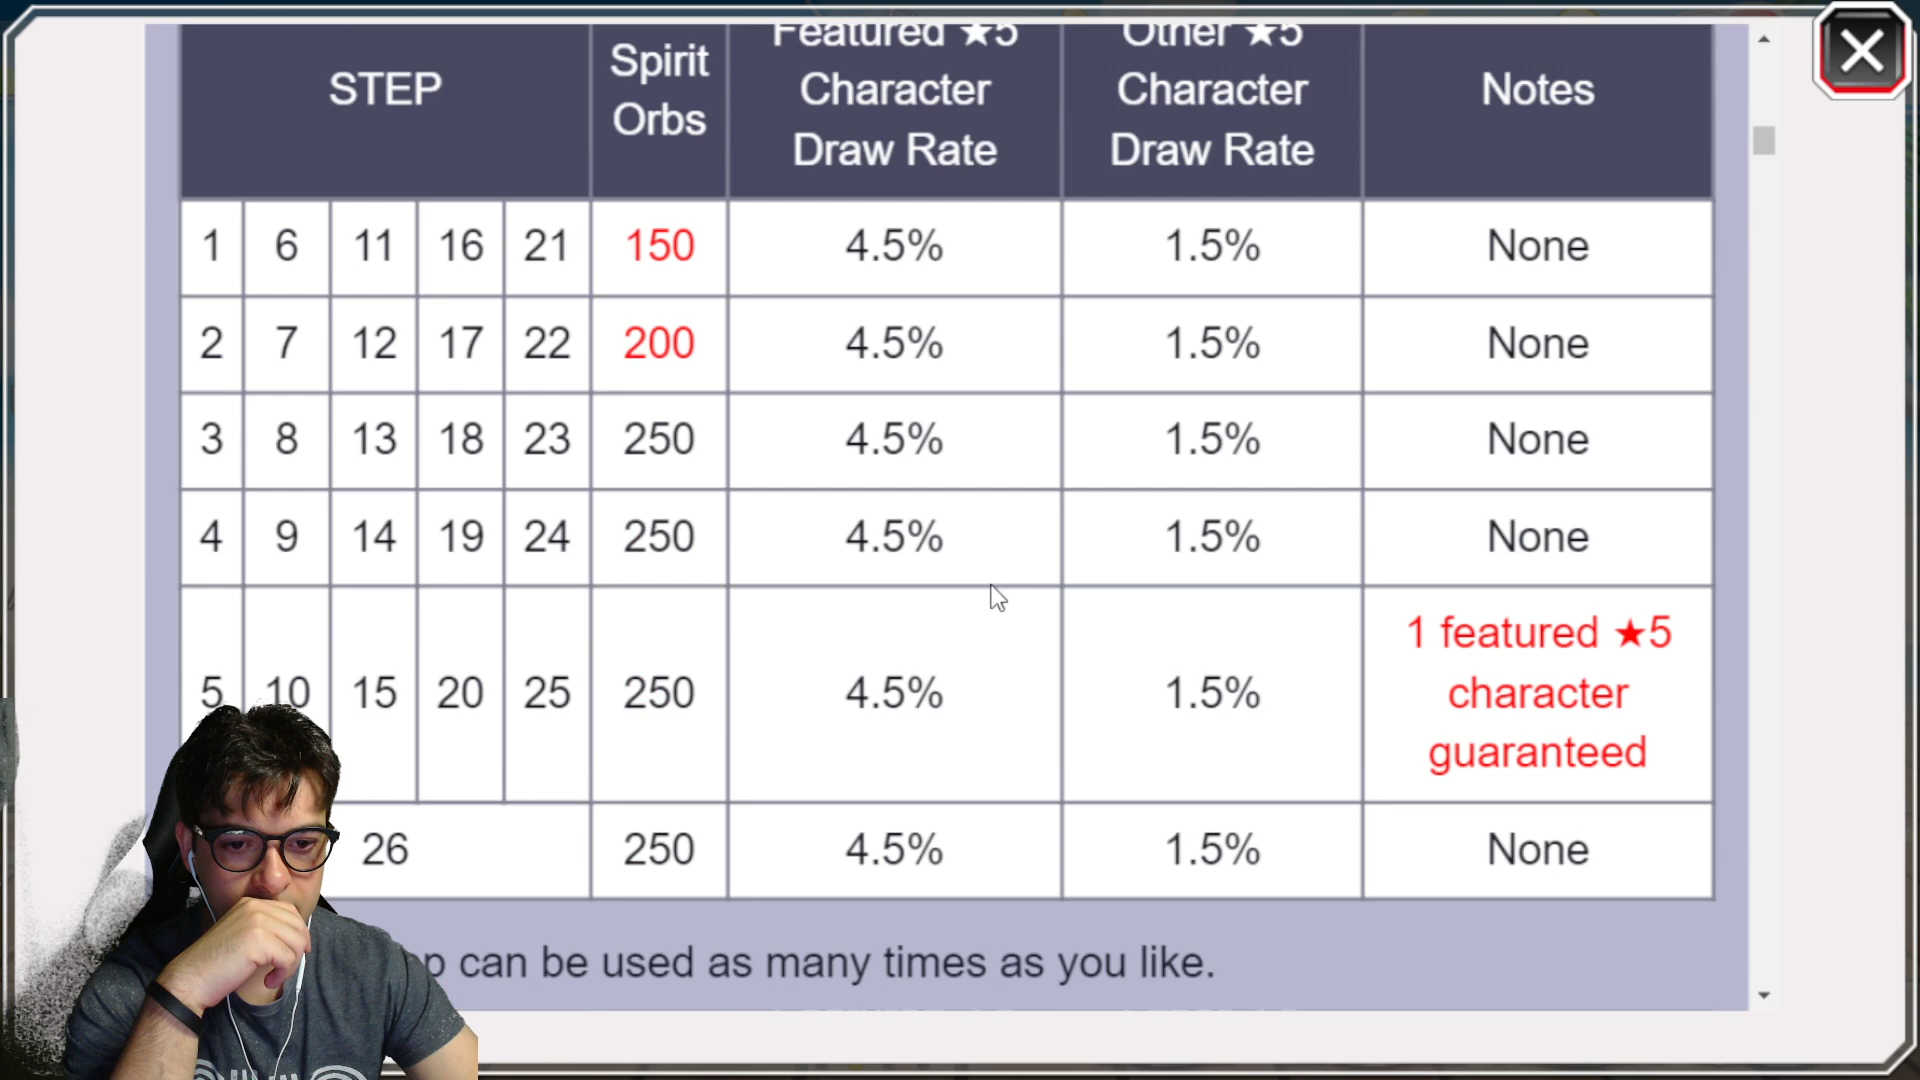 STEP
Spirit
Orbs
Featured ★5
Character
Draw Rate
Other ★5
Character
Draw Rate
Notes
1 6 11 16 21 150 4.5% 1.5% None
2 7 12 17 22 200 4.5% 1.5% None
3 8 13 18 23 250 4.5% 1.5% None
4 9 14 19 24 250 4.5% 1.5% None
5 10 15 20 25 250 4.5% 1.5% 1 featured ★5
character
guaranteed
26 250 4.5% 1.5% None
can be used as many times as you like.